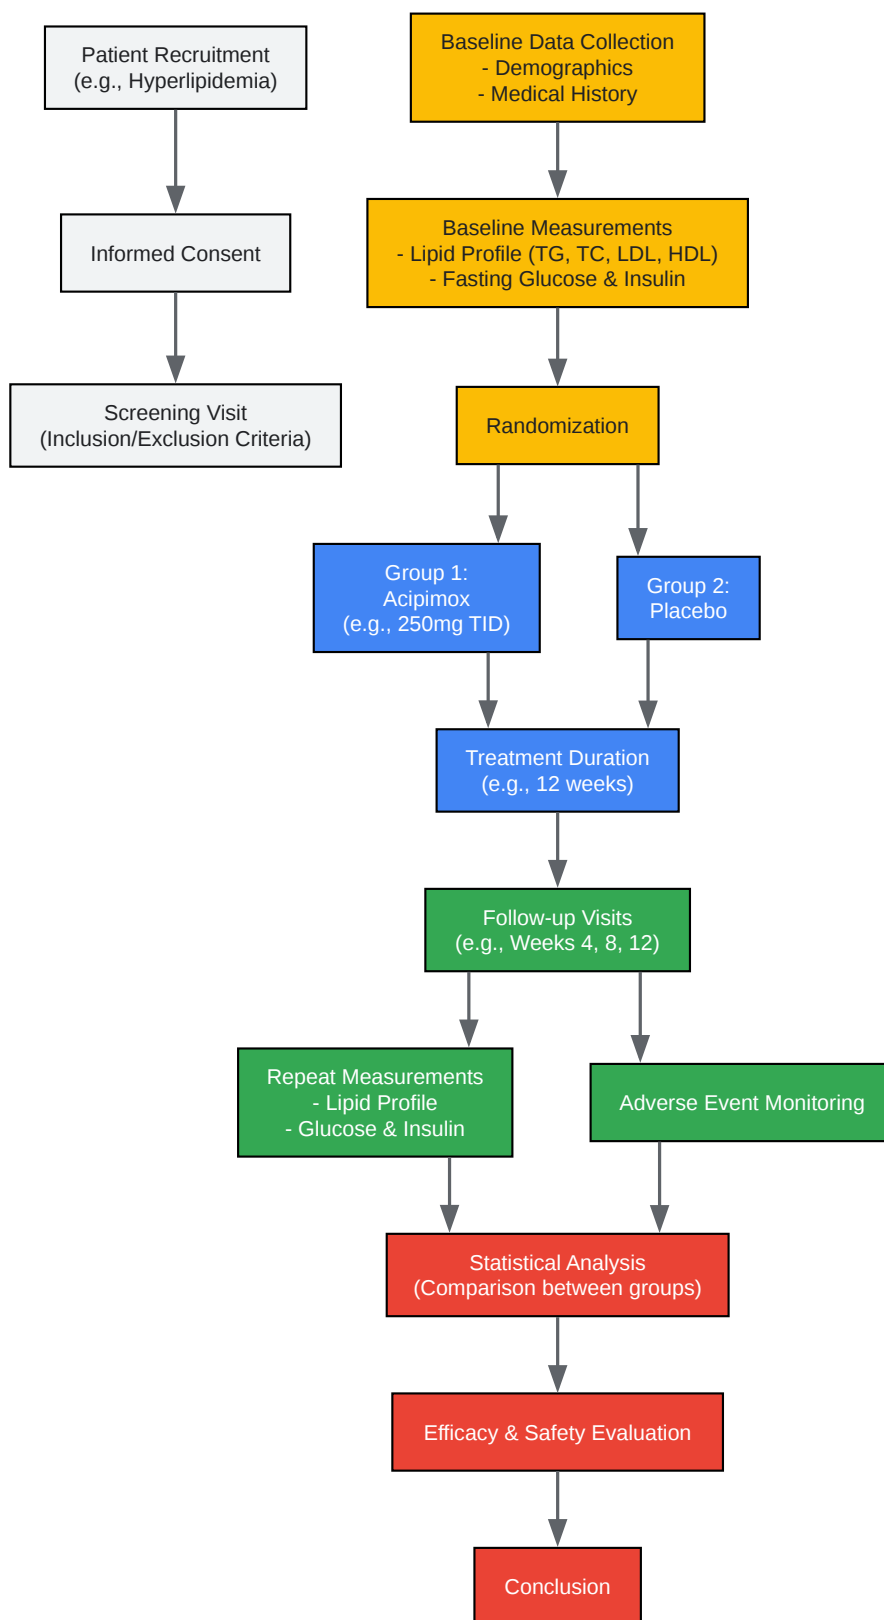 Patient Recruitment
(e.g., Hyperlipidemia)
Informed Consent
Screening Visit
(Inclusion/Exclusion Criteria)
Baseline Data Collection
- Demographics
- Medical History
Baseline Measurements
- Lipid Profile (TG, TC, LDL, HDL)
- Fasting Glucose & Insulin
Randomization
Group 1:
Acipimox
(e.g., 250mg TID)
Group 2:
Placebo
Treatment Duration
(e.g., 12 weeks)
Follow-up Visits
(e.g., Weeks 4, 8, 12)
Repeat Measurements
- Lipid Profile
- Glucose & Insulin
Adverse Event Monitoring
Statistical Analysis
(Comparison between groups)
Efficacy & Safety Evaluation
Conclusion